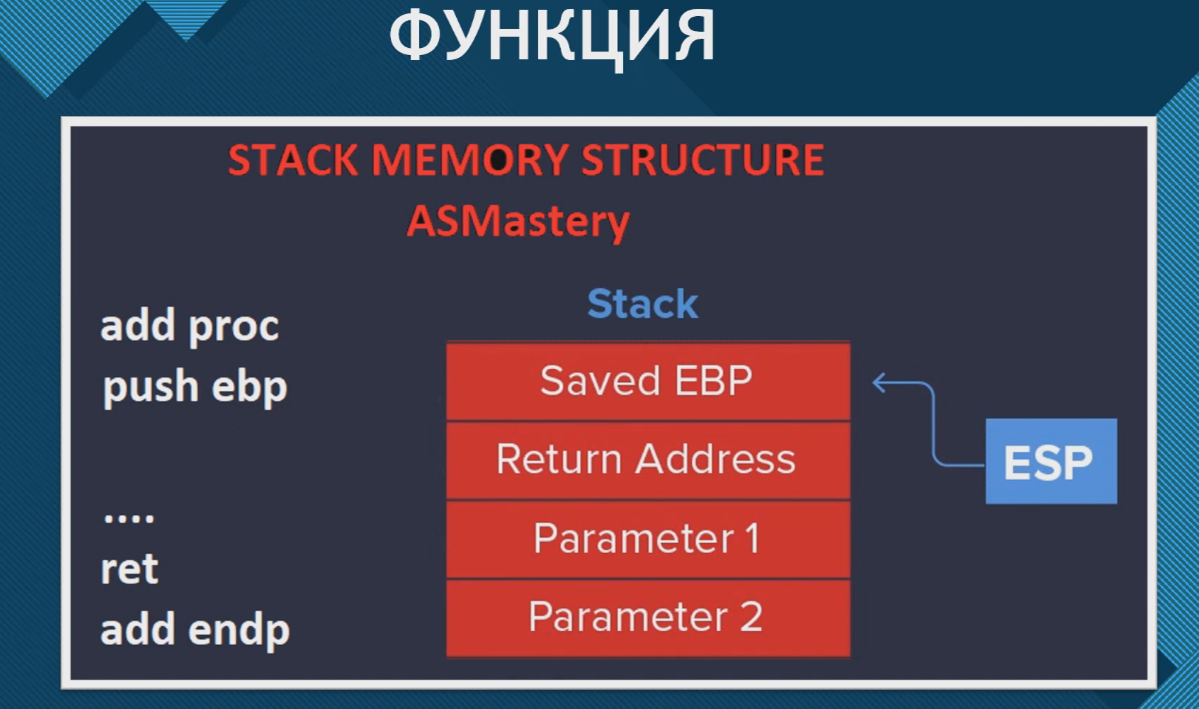 ФУНКЦИЯ
STACK MEMORY STRUCTURE
ASMastery
add proc
push ebp
....
ret
add endp
Stack
Saved EBP
Return Address
Parameter 1
Parameter 2
ESP